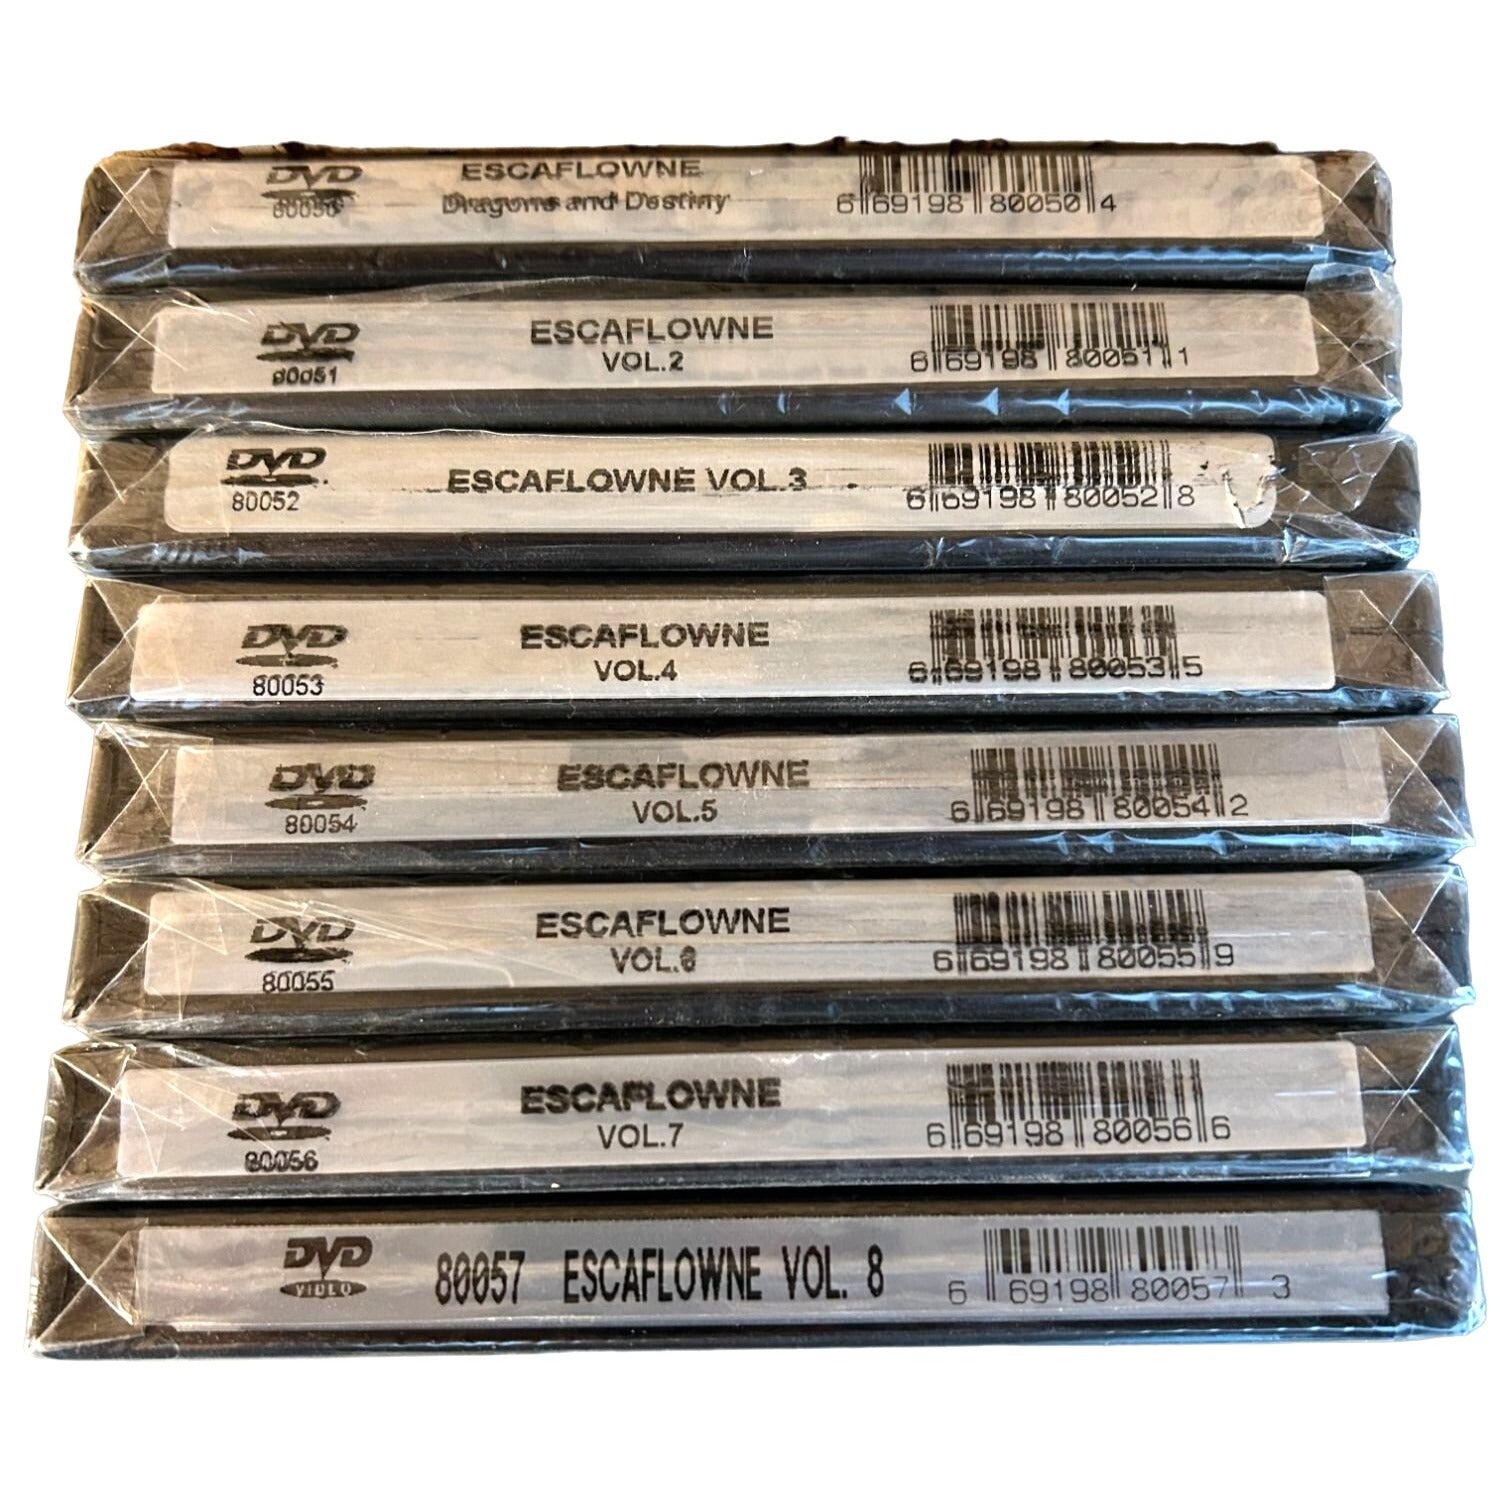 DVD
80050
ESCAFLOWNE
Dragons and Destiny
6 69198 80050 4
DVD
80051
ESCAFLOWNE
VOL.2
6 69198 80051 1
DVD
80052
ESCAFLOWNE VOL.3
6 69198 80052 8
DVD
80053
ESCAFLOWNE
VOL.4
6 69198 80053 5
DVD
80054
ESCAFLOWNE
VOL.5
6 69198 80054 2
DVD
80055
ESCAFLOWNE
VOL.6
6 69198 80055 9
DVD
80056
ESCAFLOWNE
VOL.7
6 69198 80056 6
DVD
VIDEO
80057 ESCAFLOWNE VOL. 8
6 69198 80057 3